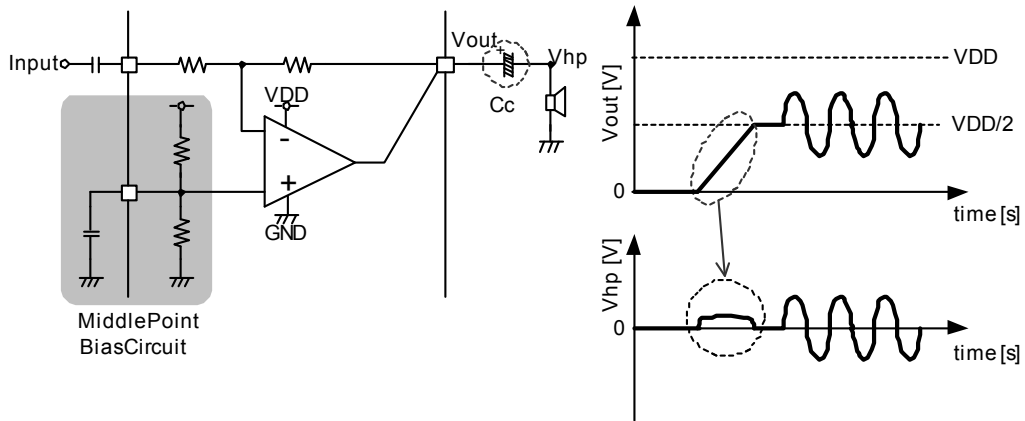 Input
VDD
-
+
GND
MiddlePoint
BiasCircuit
Vout
+
Cc
Vhp
Vout [V]
VDD
VDD/2
0
time [s]
Vhp [V]
0
time [s]